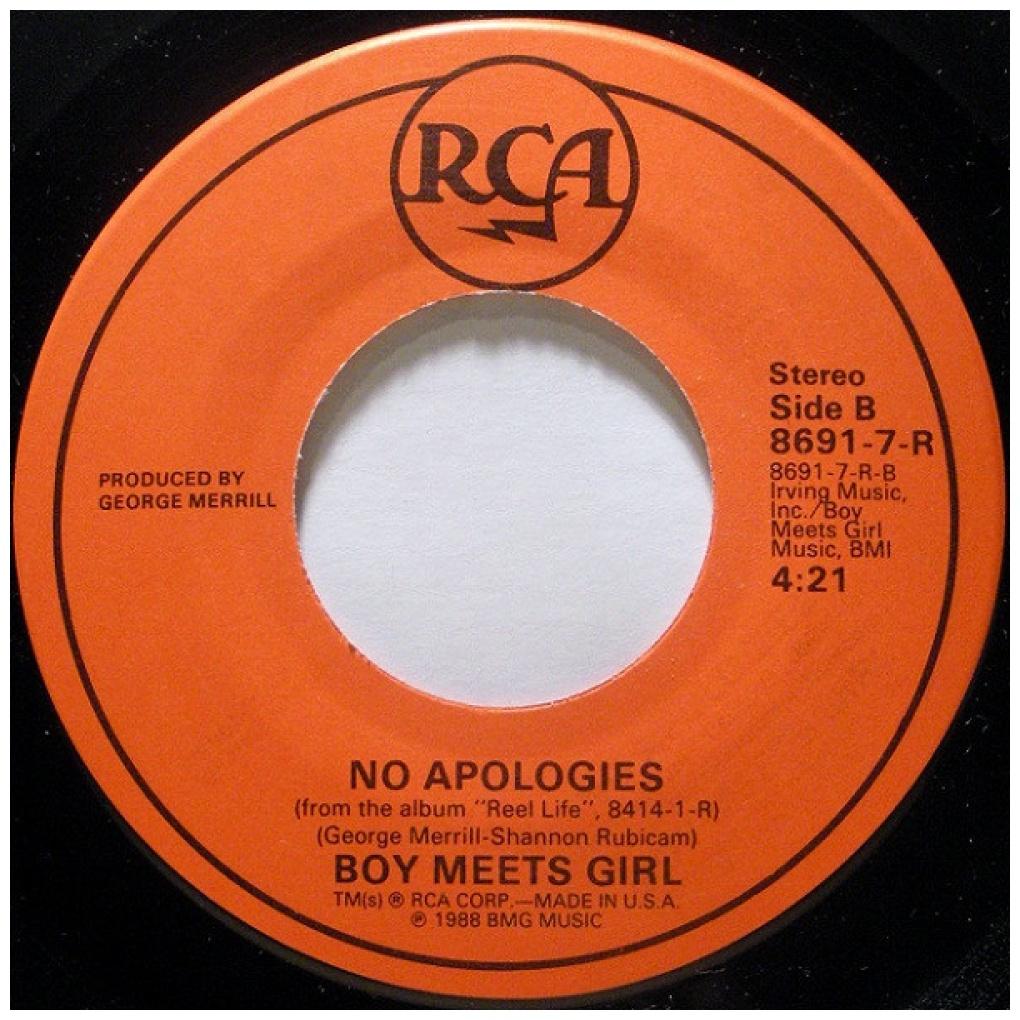 RCA
Stereo
Side B
8691-7-R
8691-7-R-B
Irving Music,
Inc./Boy
Meets Girl
Music, BMI
4:21
PRODUCED BY
GEORGE MERRILL
NO APOLOGIES
(from the album "Reel Life", 8414-1-R)
(George Merrill-Shannon Rubicam)
BOY MEETS GIRL
TM(s) ® RCA CORP.—MADE IN U.S.A.
℗ 1988 BMG MUSIC